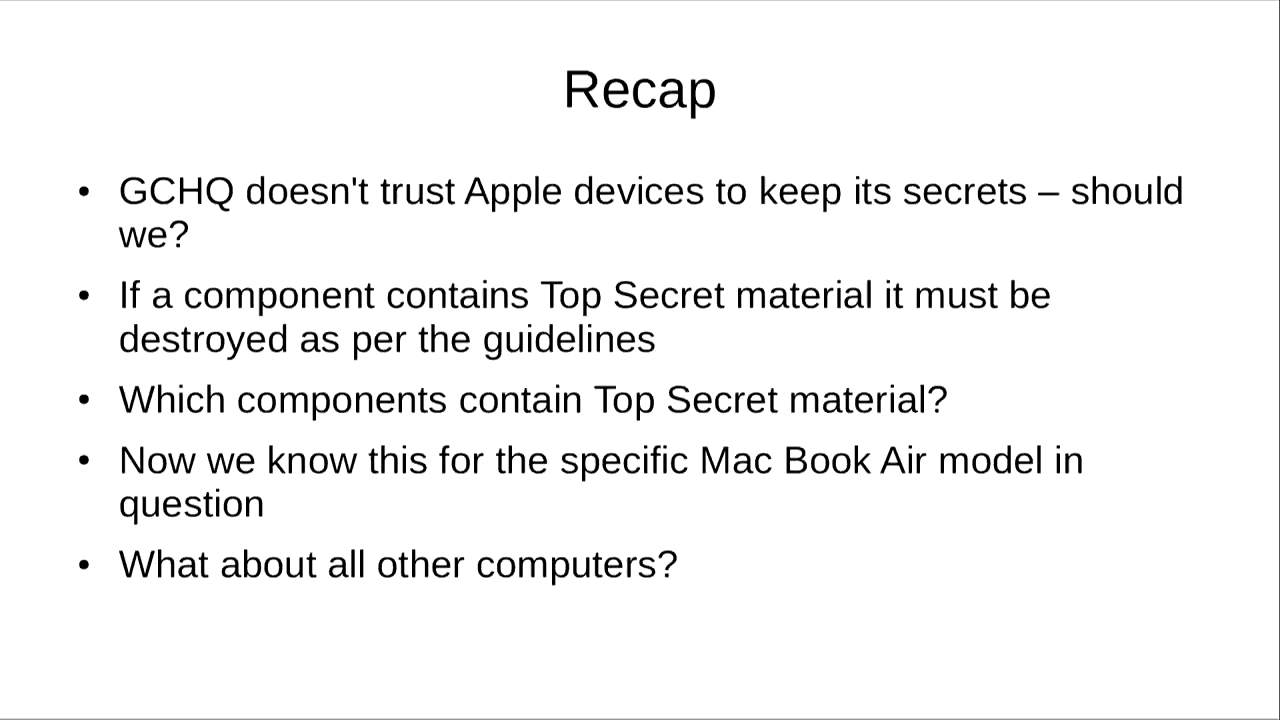 Recap
• GCHQ doesn't trust Apple devices to keep its secrets – should
we?
• If a component contains Top Secret material it must be
destroyed as per the guidelines
• Which components contain Top Secret material?
• Now we know this for the specific Mac Book Air model in
question
• What about all other computers?